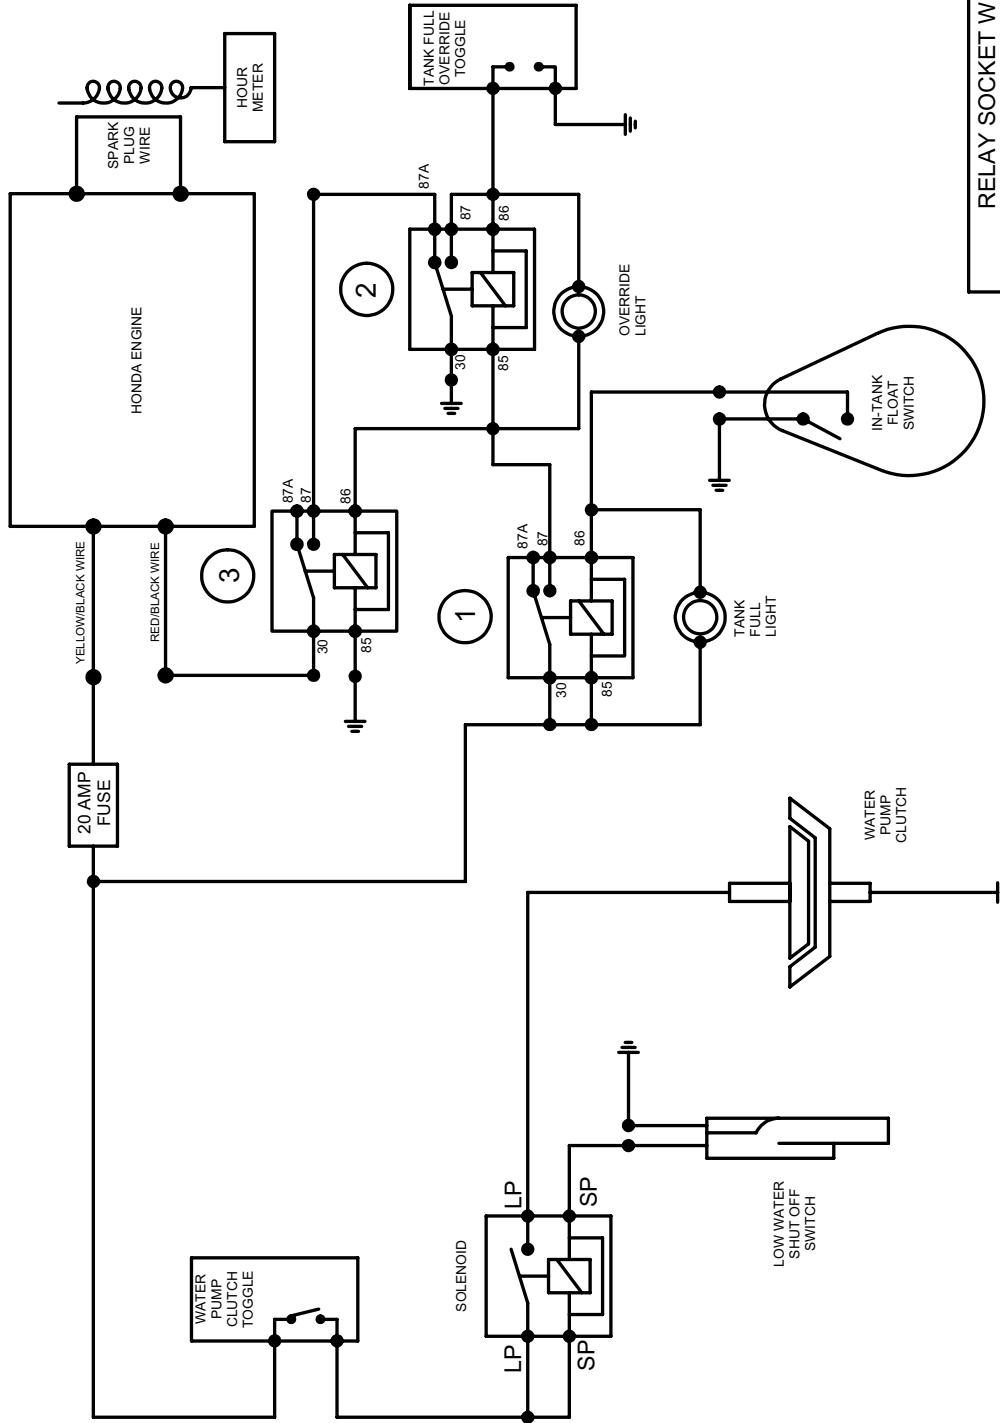 HOUR
METER
SPARK
PLUG
WIRE
HONDA ENGINE
TANK FULL
OVERRIDE
TOGGLE
YELLOW/BLACK WIRE
RED/BLACK WIRE
20 AMP
FUSE
3
87A
87
86
30
85
2
87A
87
86
30
85
OVERRIDE
LIGHT
1
87A
87
86
30
85
TANK
FULL
LIGHT
IN-TANK
FLOAT
SWITCH
RELAY SOCKET W
WATER
PUMP
CLUTCH
WATER
PUMP
CLUTCH
TOGGLE
SOLENOID
LP
SP
LP
SP
LOW WATER
SHUT OFF
SWITCH